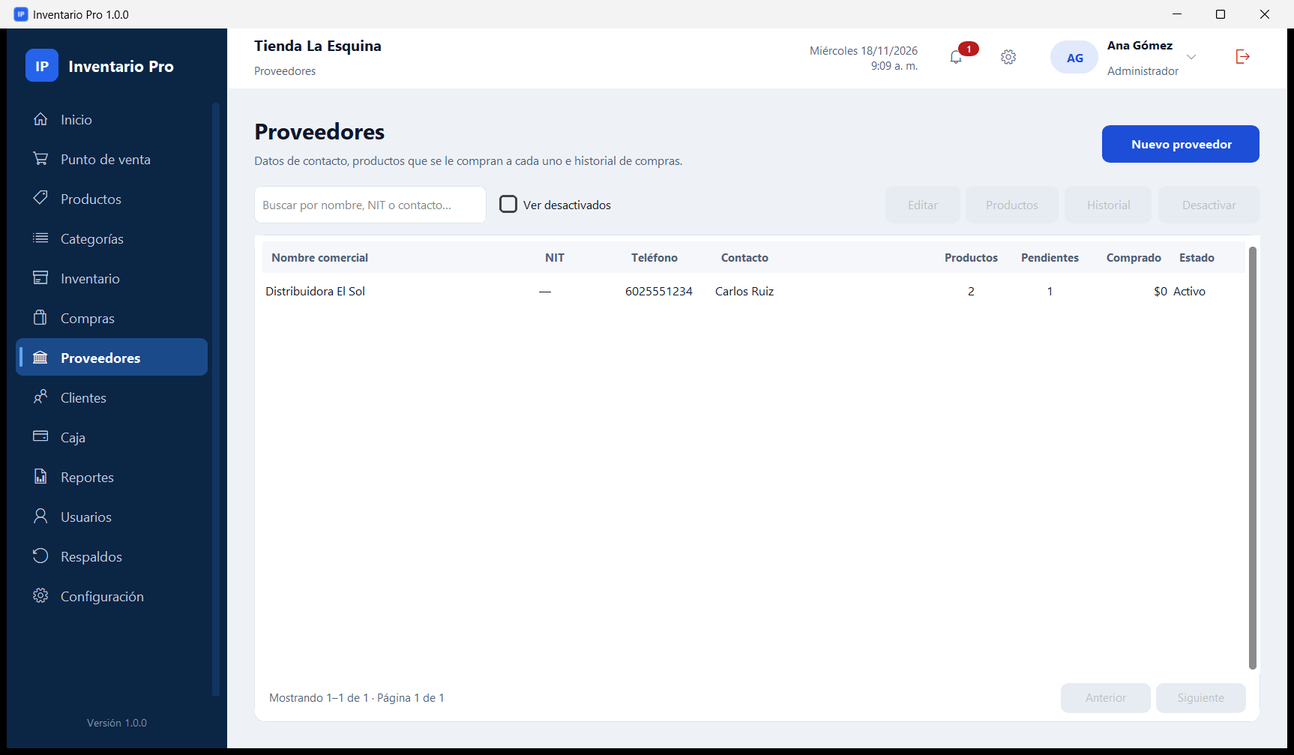 IP Inventario Pro 1.0.0
IP Inventario Pro
Inicio
Punto de venta
Productos
Categorías
Inventario
Compras
Proveedores
Clientes
Caja
Reportes
Usuarios
Respaldos
Configuración
Versión 1.0.0
Tienda La Esquina
Proveedores
Miércoles 18/11/2026
9:09 a. m.
1
AG
Ana Gómez
Administrador
Proveedores
Datos de contacto, productos que se le compran a cada uno e historial de compras.
Nuevo proveedor
Buscar por nombre, NIT o contacto...
Ver desactivados
Editar
Productos
Historial
Desactivar
Nombre comercial NIT Teléfono Contacto Productos Pendientes Comprado Estado
Distribuidora El Sol — 6025551234 Carlos Ruiz 2 1 $0 Activo
Mostrando 1–1 de 1 · Página 1 de 1
Anterior
Siguiente